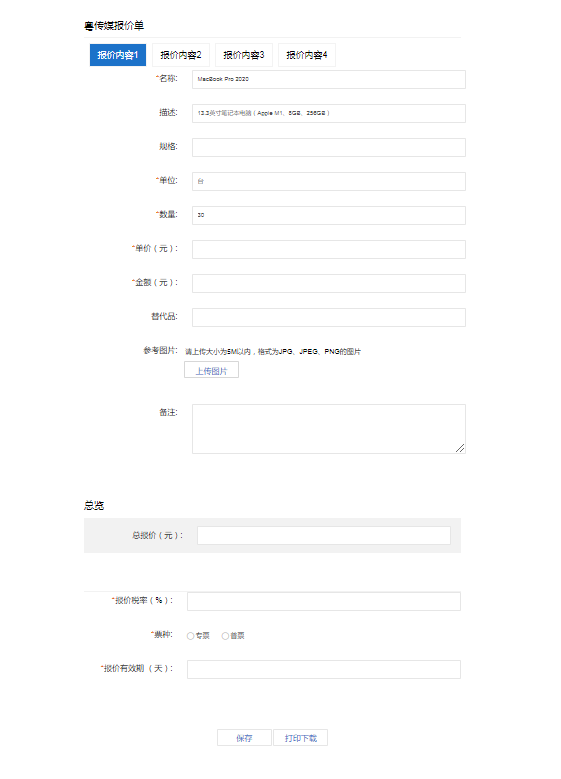 粤传媒报价单
报价内容1 报价内容2 报价内容3 报价内容4
*名称: MacBook Pro 2020
描述: 13.3英寸笔记本电脑（Apple M1、8GB、256GB）
规格:
*单位: 台
*数量: 30
*单价（元）:
*金额（元）:
替代品:
参考图片: 请上传大小为5M以内，格式为JPG、JPEG、PNG的图片
上传图片
备注:
总览
总报价（元）:
*报价税率（%）:
*票种: 专票 普票
*报价有效期 （天）:
保存 打印下载